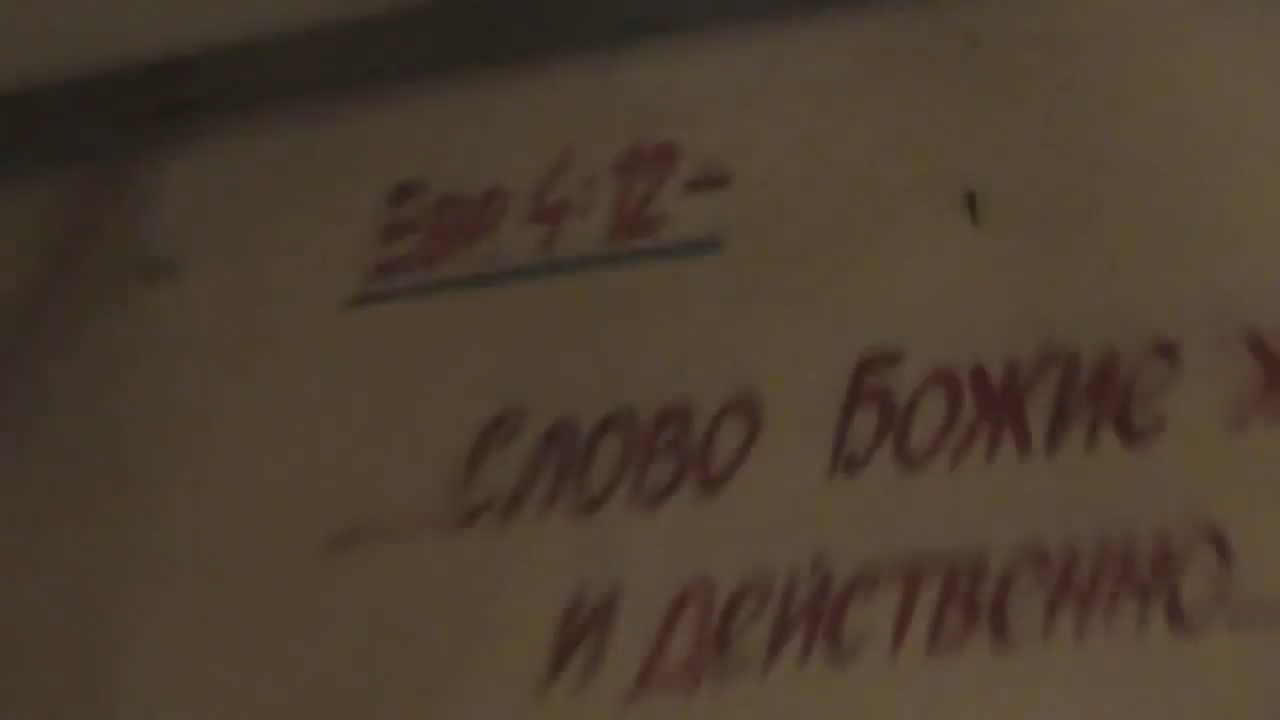 Евр 4:12-
Слово Божие
и действенно...